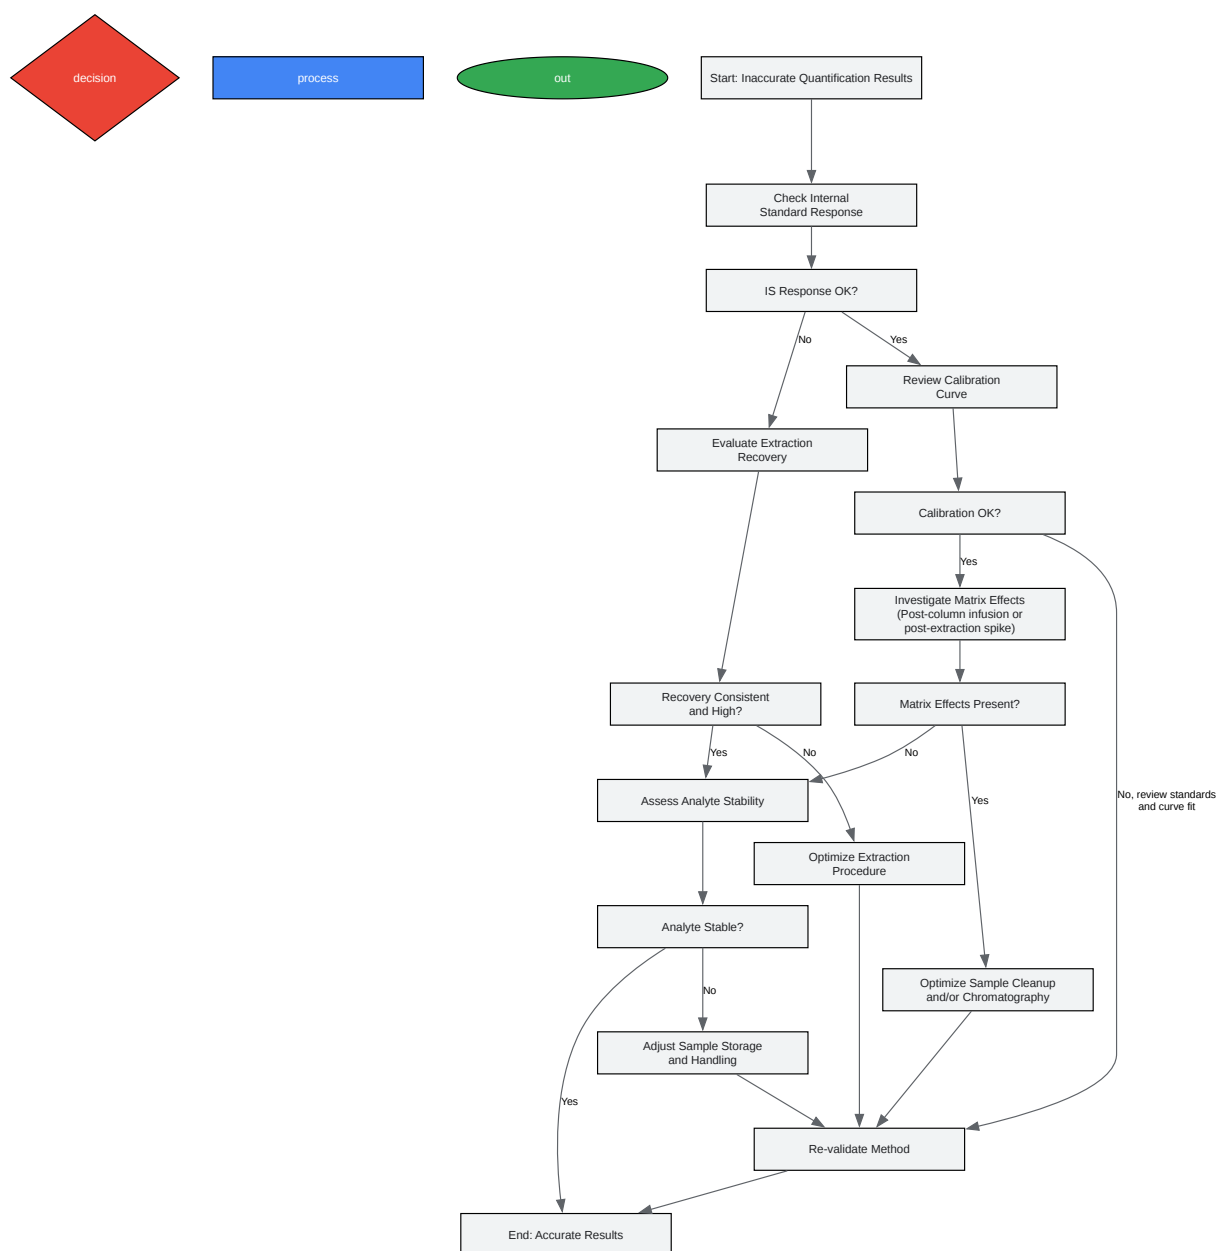 decision
process
out
Start: Inaccurate Quantification Results
Check Internal
Standard Response
IS Response OK?
No
Yes
Review Calibration
Curve
Evaluate Extraction
Recovery
Calibration OK?
Yes
Investigate Matrix Effects
(Post-column infusion or
post-extraction spike)
Recovery Consistent
and High?
Matrix Effects Present?
Yes
No
No
Assess Analyte Stability
Yes
No, review standards
and curve fit
Optimize Extraction
Procedure
Analyte Stable?
No
Optimize Sample Cleanup
and/or Chromatography
Adjust Sample Storage
and Handling
Yes
Re-validate Method
End: Accurate Results